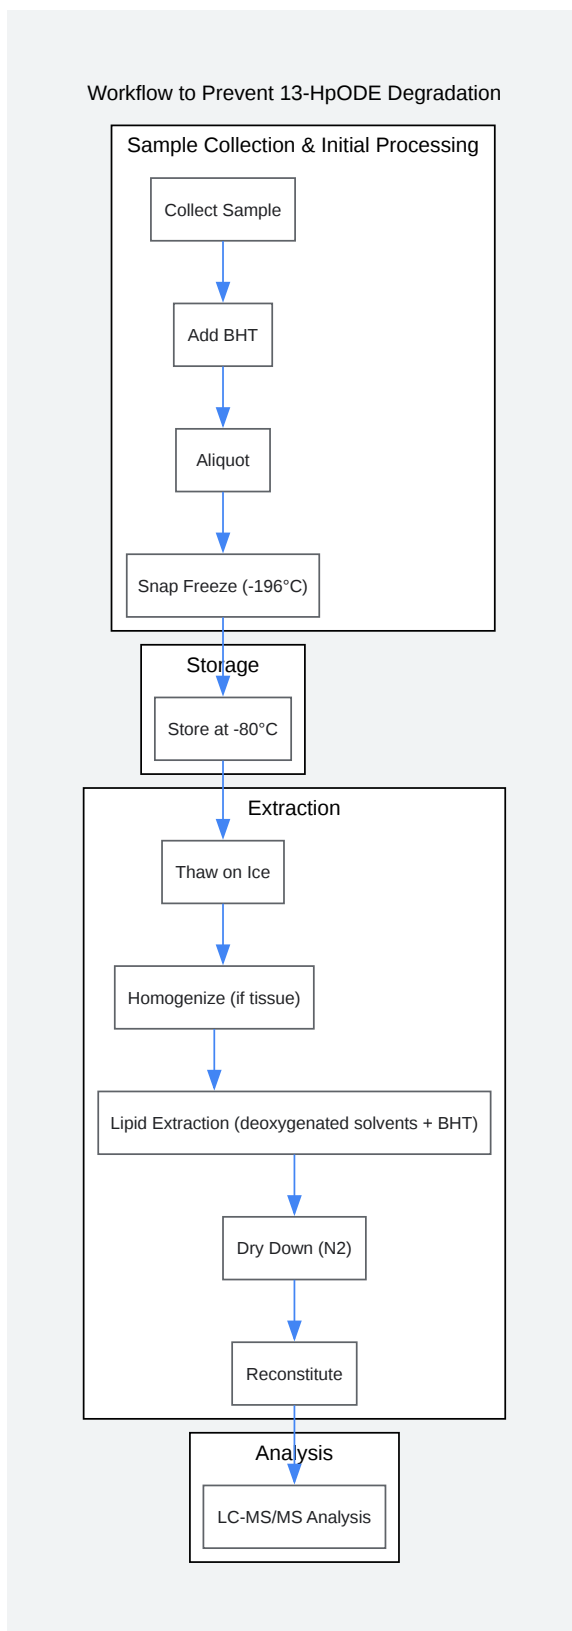 Workflow to Prevent 13-HpODE Degradation
Sample Collection & Initial Processing
Collect Sample
Add BHT
Aliquot
Snap Freeze (-196°C)
Storage
Store at -80°C
Extraction
Thaw on Ice
Homogenize (if tissue)
Lipid Extraction (deoxygenated solvents + BHT)
Dry Down (N2)
Reconstitute
Analysis
LC-MS/MS Analysis